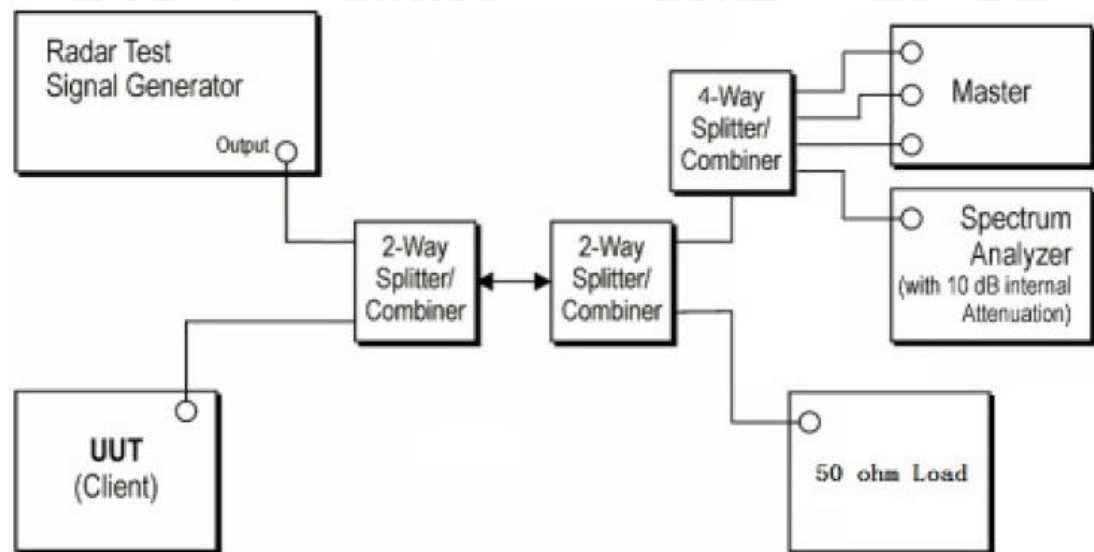 Radar Test
Signal Generator
Output
4-Way
Splitter/
Combiner
Master
2-Way
Splitter/
Combiner
2-Way
Splitter/
Combiner
Spectrum
Analyzer
(with 10 dB internal
Attenuation)
UUT
(Client)
50 ohm Load